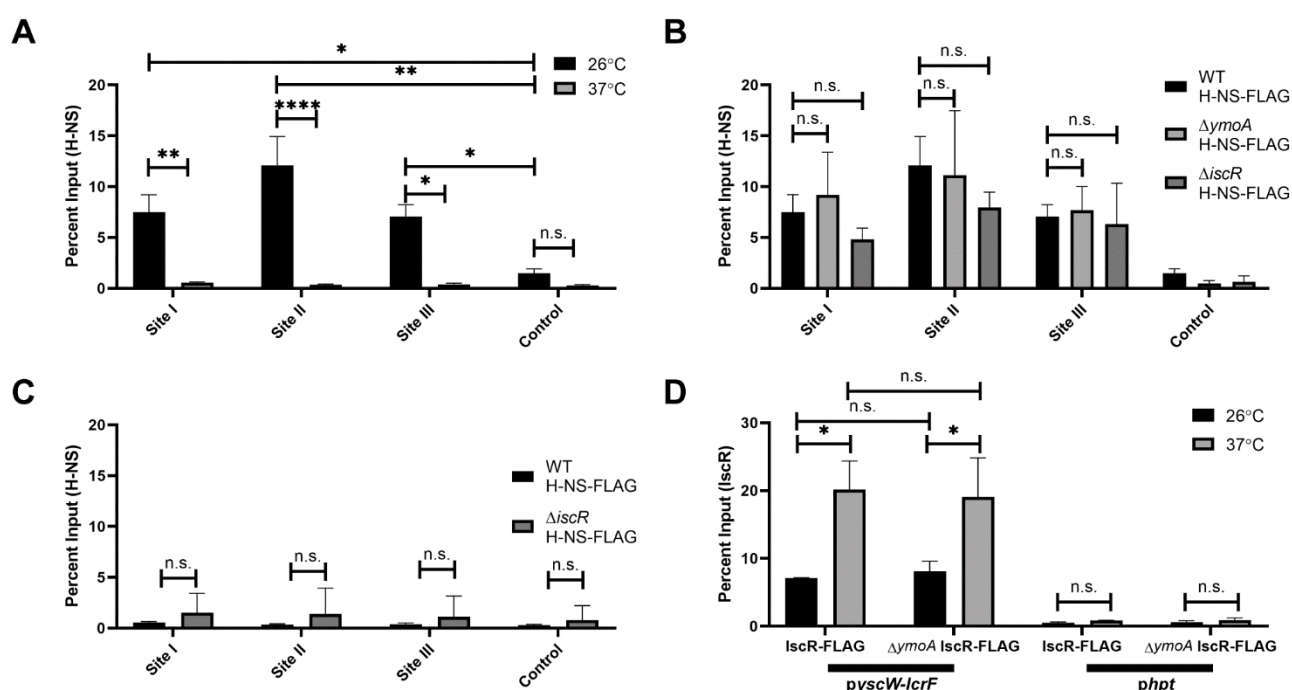 A
*
**
****
**
*
*
n.s.
26°C
37°C
Percent Input (H-NS)
20
15
10
5
0
Site I
Site II
Site III
Control
B
n.s.
n.s.
n.s.
n.s.
n.s.
n.s.
WT
H-NS-FLAG
ΔymoA
H-NS-FLAG
ΔiscR
H-NS-FLAG
Percent Input (H-NS)
20
15
10
5
0
Site I
Site II
Site III
Control
C
WT
H-NS-FLAG
ΔiscR
H-NS-FLAG
n.s.
n.s.
n.s.
n.s.
Percent Input (H-NS)
20
15
10
5
0
Site I
Site II
Site III
Control
D
n.s.
n.s.
*
*
n.s.
n.s.
26°C
37°C
Percent Input (IscR)
30
20
10
0
IscR-FLAG
ΔymoA IscR-FLAG
IscR-FLAG
ΔymoA IscR-FLAG
pyscW-lcrF
phpt